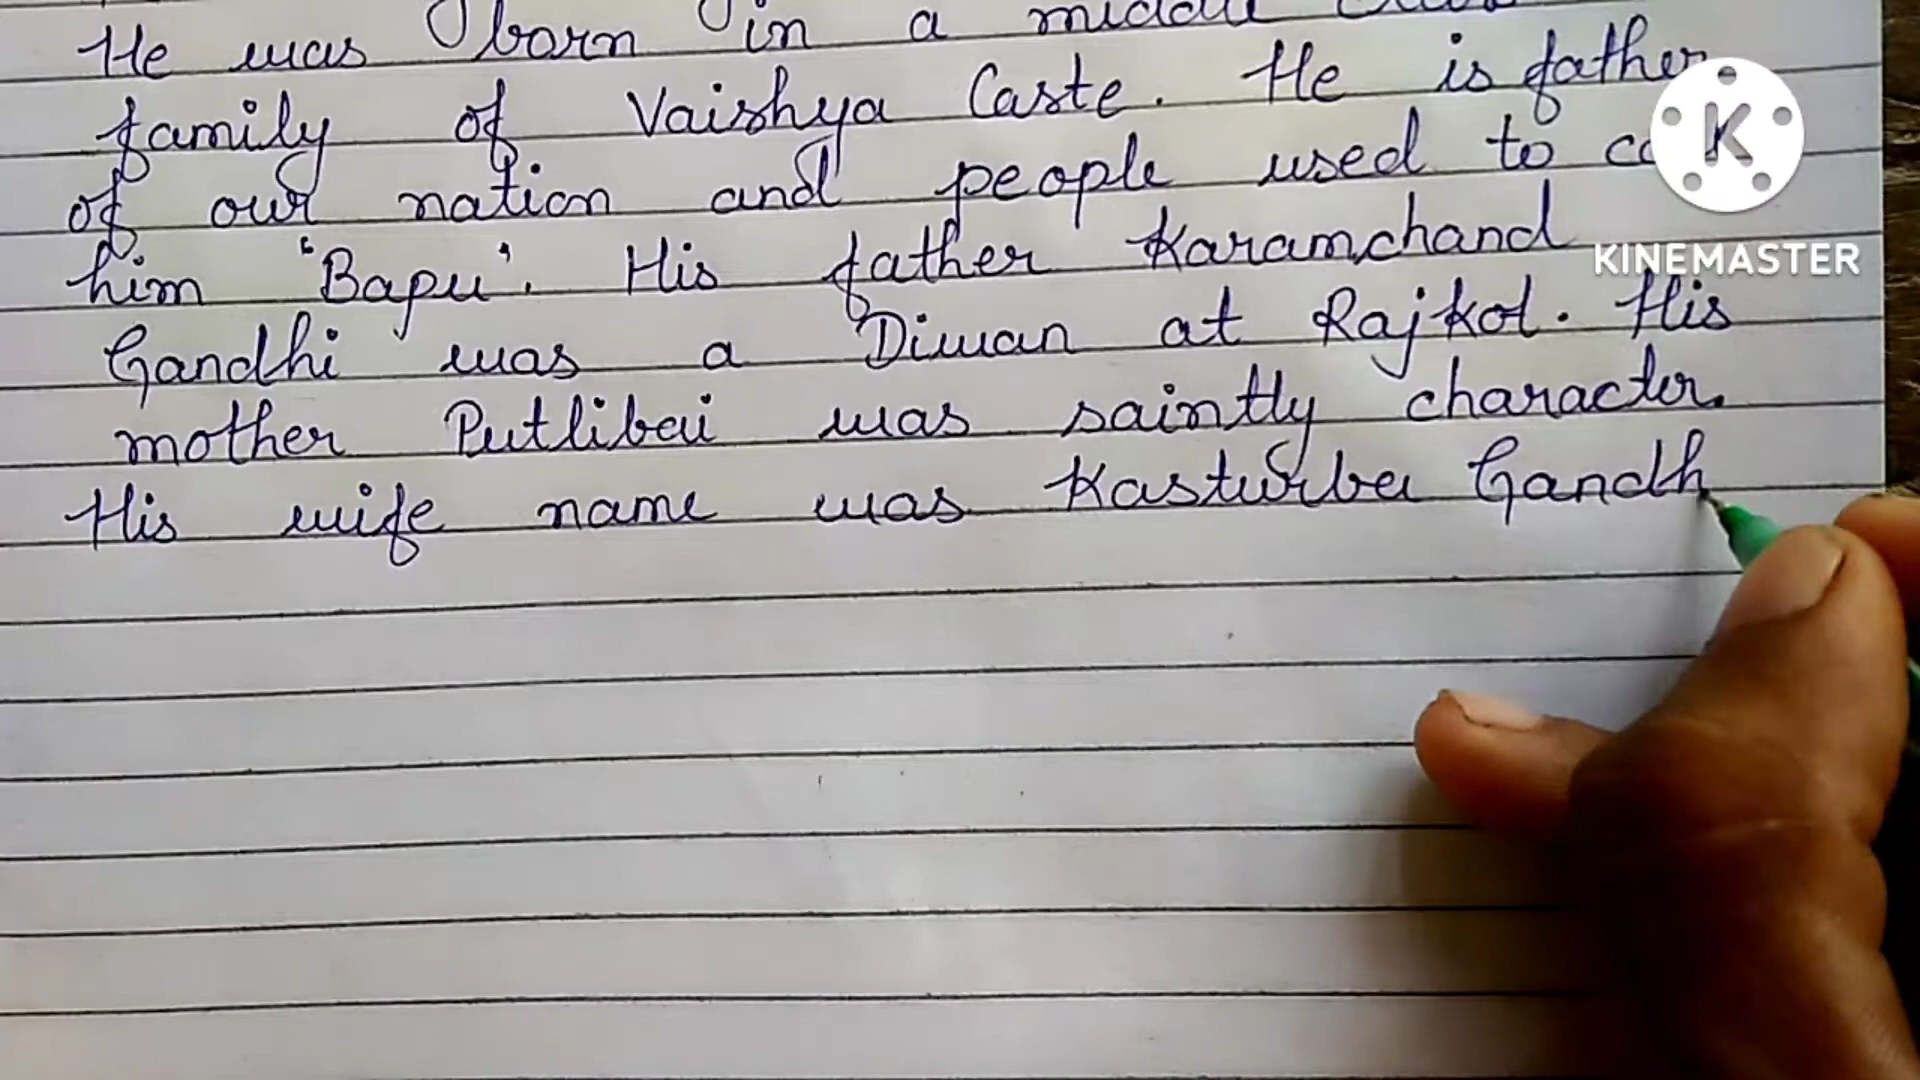 He was born in a middle class
family of Vaishya Caste. He is father
of our nation and people used to
him 'Bapu'. His father Karamchand
Gandhi was a Diwan at Rajkot. His
mother Putlibai was saintly character.
His wife name was Kasturba Gandh
KINEMASTER